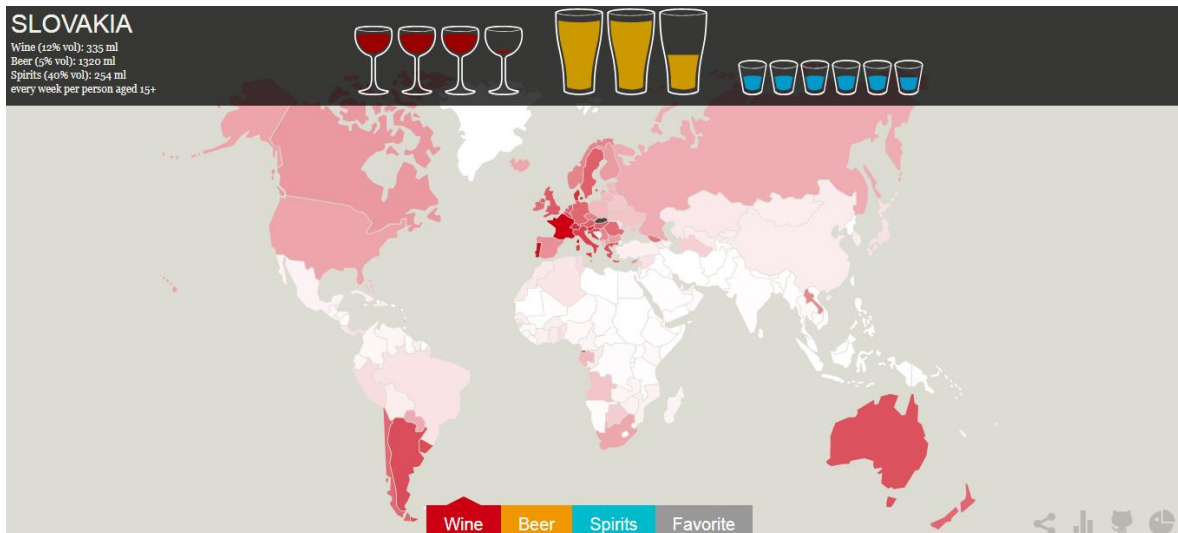 SLOVAKIA
Wine (12% vol): 335 ml
Beer (5% vol): 1320 ml
Spirits (40% vol): 254 ml
every week per person aged 15+
Wine Beer Spirits Favorite